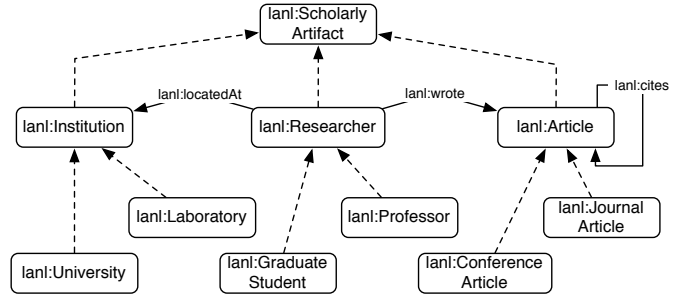 lanl:Scholarly
Artifact
lanl:locatedAt
lanl:wrote
lanl:cites
lanl:Institution
lanl:Researcher
lanl:Article
lanl:Laboratory
lanl:Professor
lanl:Journal
Article
lanl:University
lanl:Graduate
Student
lanl:Conference
Article